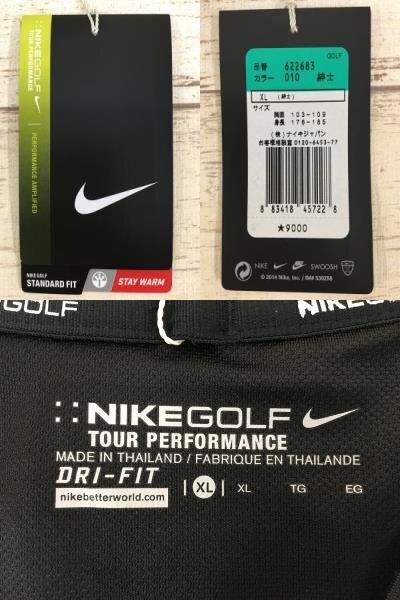 NIKEGOLF
TOUR PERFORMANCE
PERFORMANCE AMPLIFIED
NIKE GOLF
STANDARD FIT
STAY WARM
GOLF
品番 622683
カラー 010 紳士
XL (紳士)
サイズ
胸囲 103-109
身長 176-185
(株)ナイキジャパン
お客様相談室 0120-6453-77
8 83418 45722 8
★9000
NIKE SWOOSH
© 2014 Nike, Inc. / ID# 530258
GOLF
NIK
NIKEGOLF
TOUR PERFORMANCE
MADE IN THAILAND / FABRIQUE EN THAILANDE
DRI-FIT
nikebetterworld.com XL XL TG EG